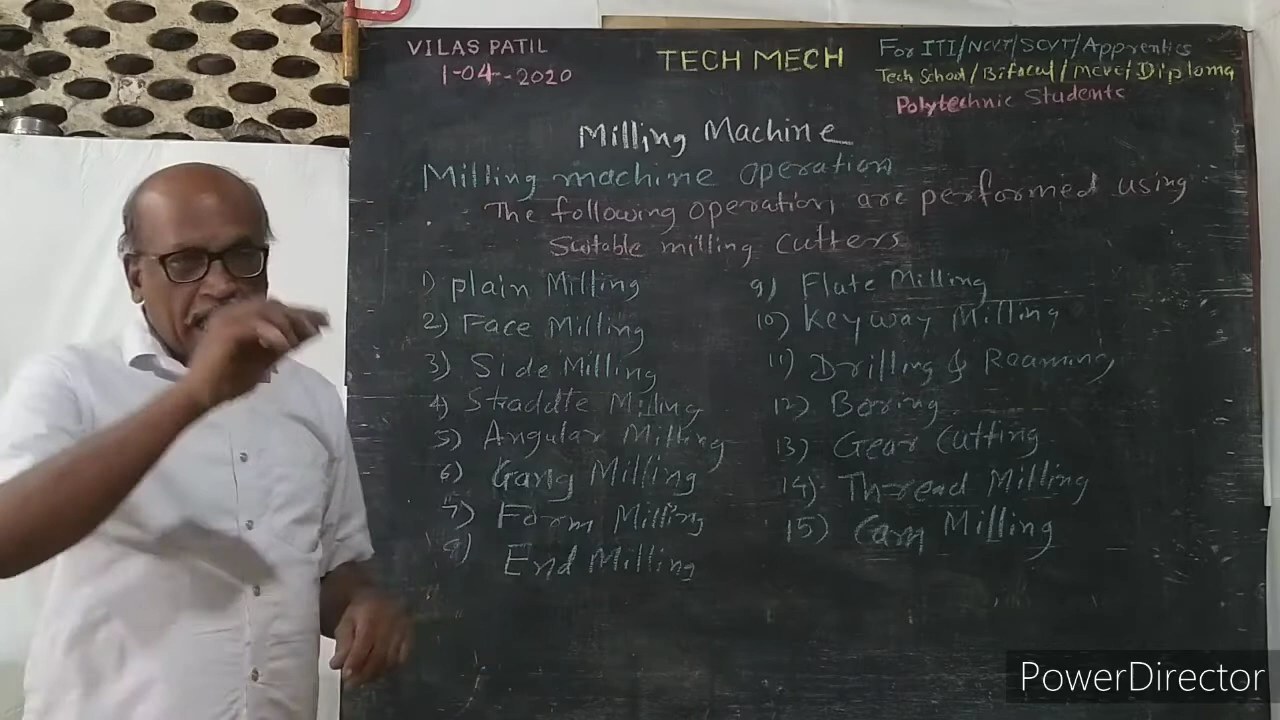 VILAS PATIL
1-04-2020
TECH MECH
For ITI/NCVT/SCVT/Apprentics
Tech School/Bifocal/MCVC/Diploma
Polytechnic Students
Milling Machine
Milling machine operation
The following operation are performed using
Suitable milling cutters
1) plain Milling
2) Face Milling
3) Side Milling
4) Straddle Milling
5) Angular Milling
6) Gang Milling
7) Form Milling
8) End Milling
9) Flute Milling
10) Keyway Milling
11) Drilling & Reaming
12) Boring
13) Gear Cutting
14) Thread Milling
15) Cam Milling
PowerDirector